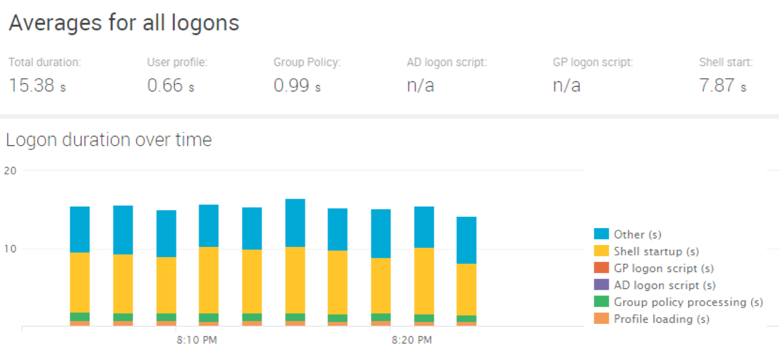 Averages for all logons
Total duration: User profile: Group Policy: AD logon script: GP logon script: Shell start:
15.38 s 0.66 s 0.99 s n/a n/a 7.87 s
Logon duration over time
20
10
Other (s)
Shell startup (s)
GP logon script (s)
AD logon script (s)
Group policy processing (s)
Profile loading (s)
8:10 PM 8:20 PM